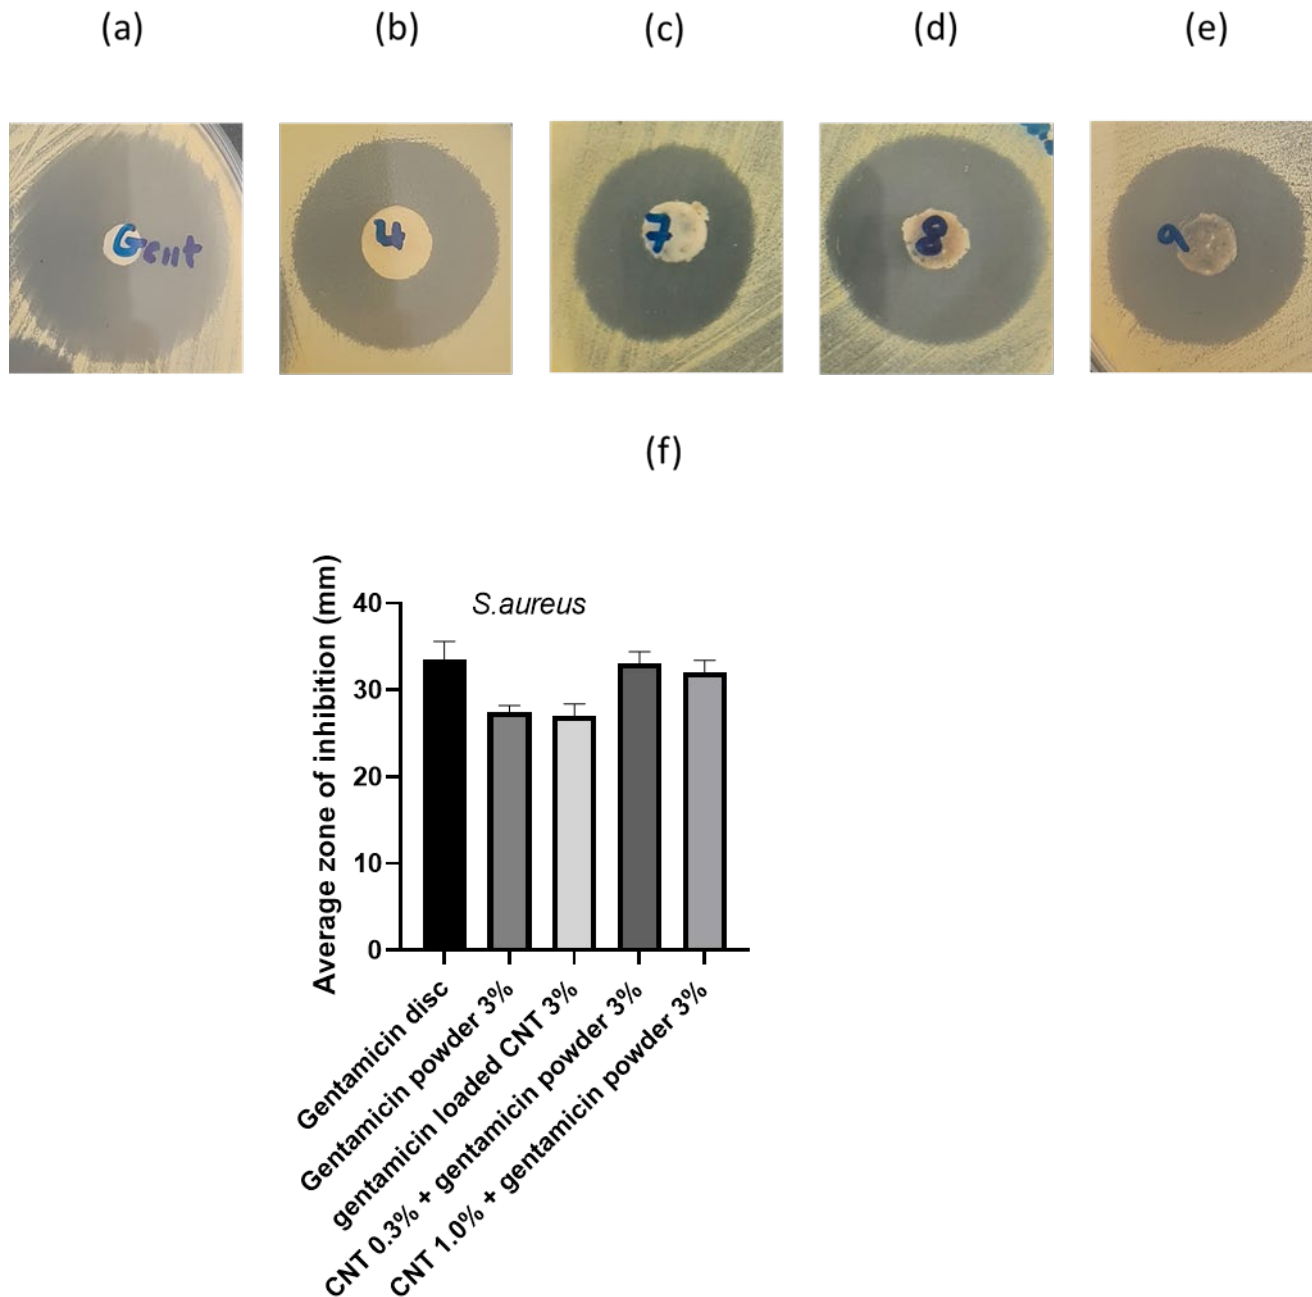 (a)
(b)
(c)
(d)
(e)
Gent
4
7
8
9
(f)
S.aureus
Average zone of inhibition (mm)
40
30
20
10
0
Gentamicin disc
Gentamicin powder 3%
gentamicin loaded CNT 3%
CNT 0.3% + gentamicin powder 3%
CNT 1.0% + gentamicin powder 3%